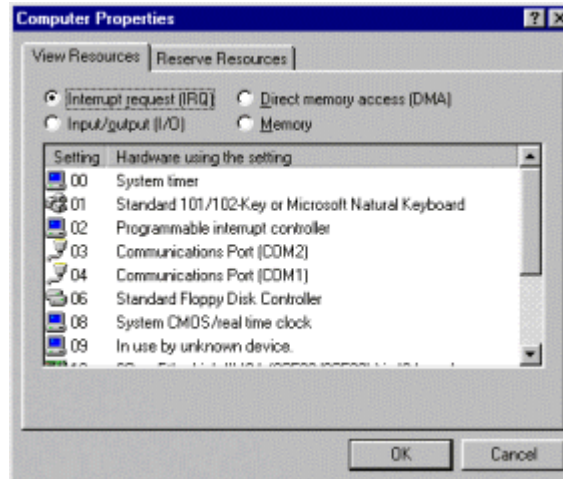 Computer Properties
View Resources Reserve Resources
Interrupt request (IRQ) Direct memory access (DMA)
Input/output (I/O) Memory
Setting Hardware using the setting
00 System timer
01 Standard 101/102-Key or Microsoft Natural Keyboard
02 Programmable interrupt controller
03 Communications Port (COM2)
04 Communications Port (COM1)
06 Standard Floppy Disk Controller
08 System CMOS/real time clock
09 In use by unknown device.
OK Cancel